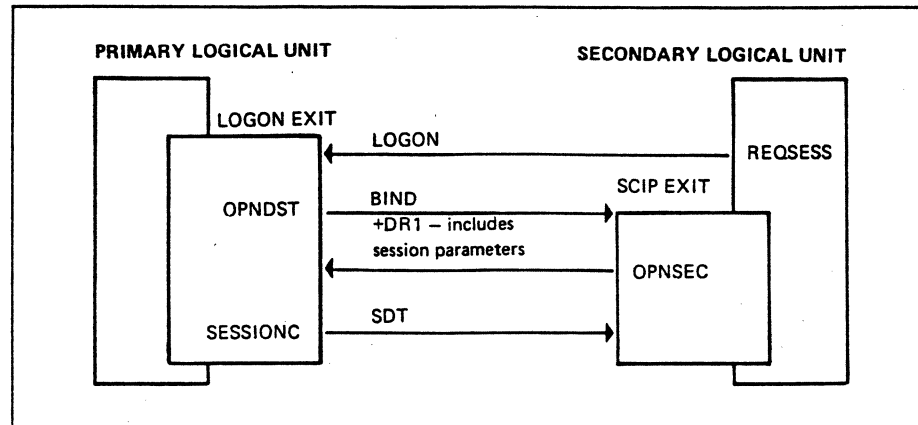 PRIMARY LOGICAL UNIT
SECONDARY LOGICAL UNIT
LOGON EXIT
LOGON
REQSESS
SCIP EXIT
OPNDST
BIND
+DR1 – includes
session parameters
OPNSEC
SESSIONC
SDT